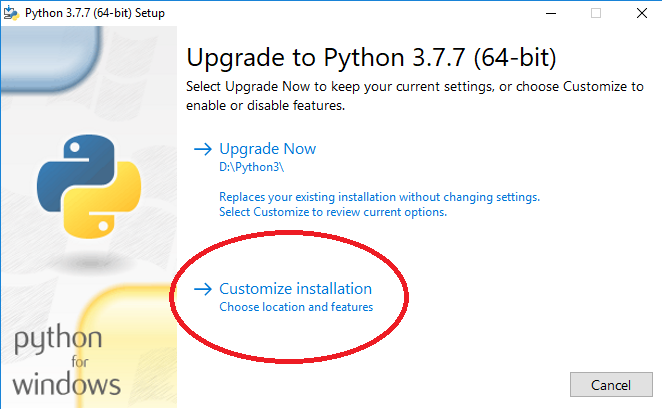 Python 3.7.7 (64-bit) Setup
Upgrade to Python 3.7.7 (64-bit)
Select Upgrade Now to keep your current settings, or choose Customize to
enable or disable features.
Upgrade Now
D:\Python3\
Replaces your existing installation without changing settings.
Select Customize to review current options.
Customize installation
Choose location and features
python
for
windows
Cancel